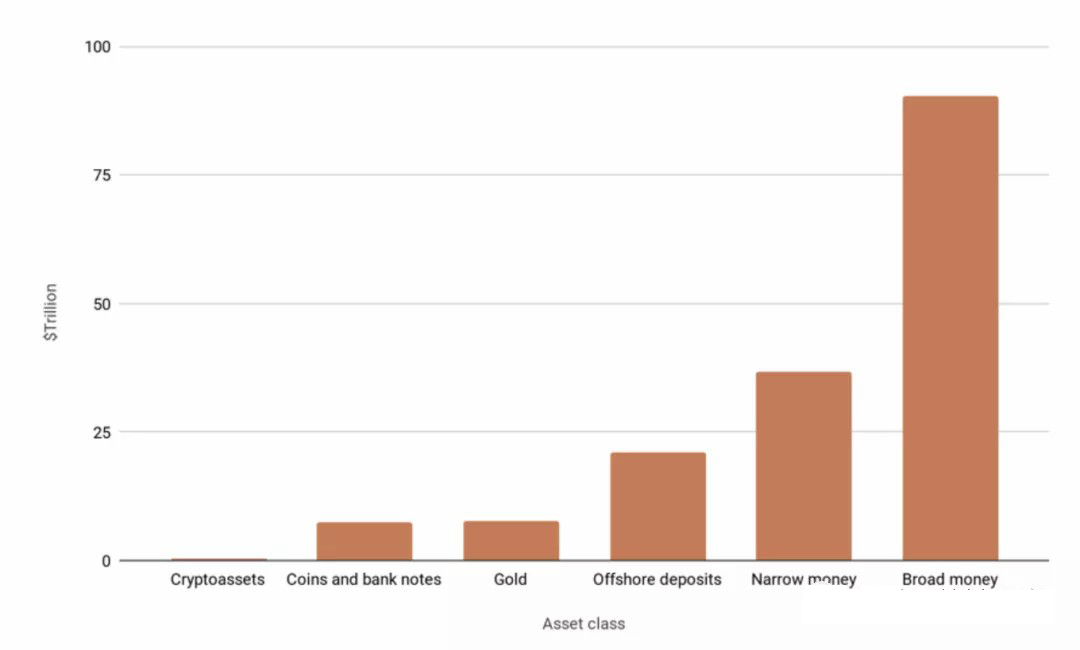 100
75
50
25
0
$Trillion
Cryptoassets
Coins and bank notes
Gold
Offshore deposits
Narrow money
Broad money
Asset class